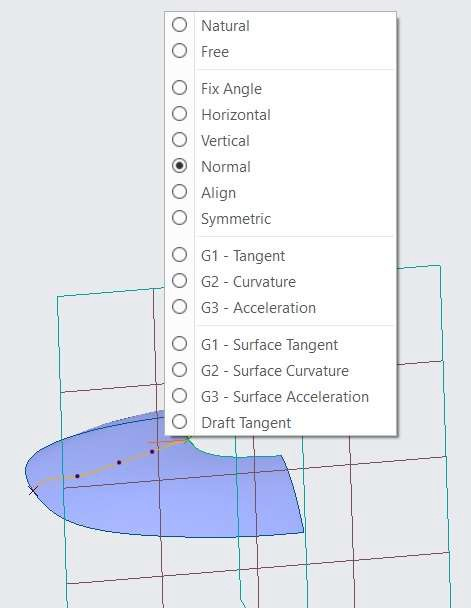 Natural
Free
Fix Angle
Horizontal
Vertical
Normal
Align
Symmetric
G1 - Tangent
G2 - Curvature
G3 - Acceleration
G1 - Surface Tangent
G2 - Surface Curvature
G3 - Surface Acceleration
Draft Tangent